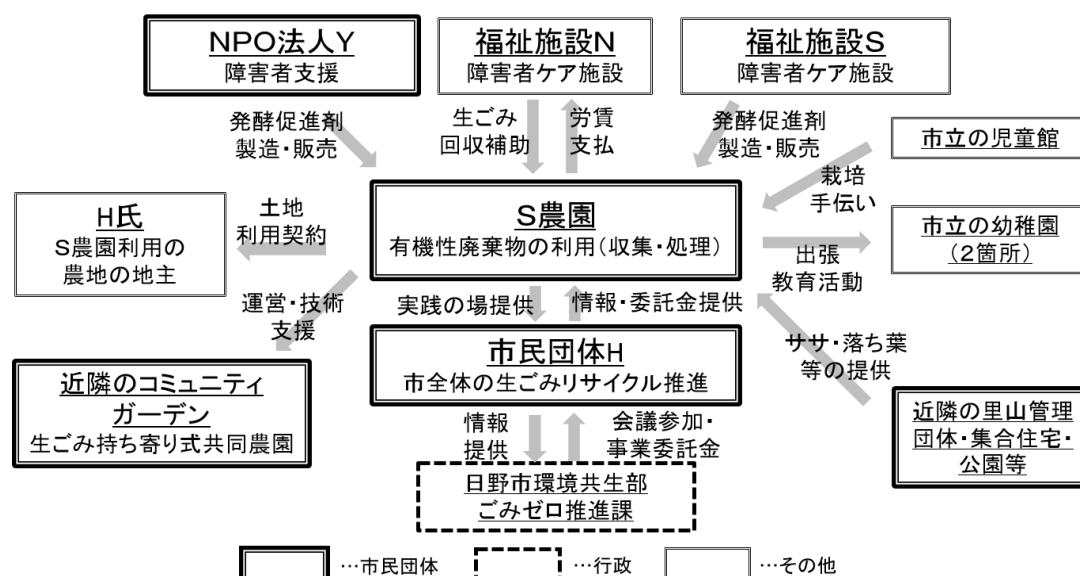 NPO法人Y
障害者支援
福祉施設N
障害者ケア施設
福祉施設S
障害者ケア施設
発酵促進剤
製造・販売
生ごみ
回収補助
労賃
支払
発酵促進剤
製造・販売
市立の児童館
栽培
手伝い
H氏
S農園利用の
農地の地主
土地
利用契約
S農園
有機性廃棄物の利用(収集・処理)
市立の幼稚園
(2箇所)
出張
教育活動
運営・技術
支援
実践の場提供
情報・委託金提供
市民団体H
市全体の生ごみリサイクル推進
ササ・落ち葉
等の提供
近隣のコミュニティ
ガーデン
生ごみ持ち寄り式共同農園
近隣の里山管理
団体・集合住宅・
公園等
情報
提供
会議参加・
事業委託金
日野市環境共生部
ごみゼロ推進課
…市民団体
…行政
…その他